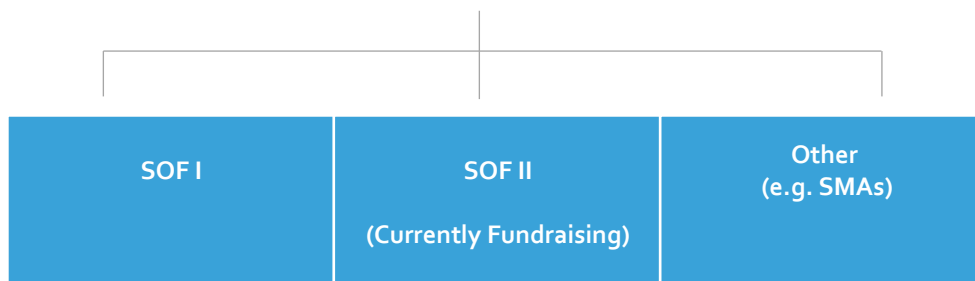 SOF I
SOF II
(Currently Fundraising)
Other
(e.g. SMAs)